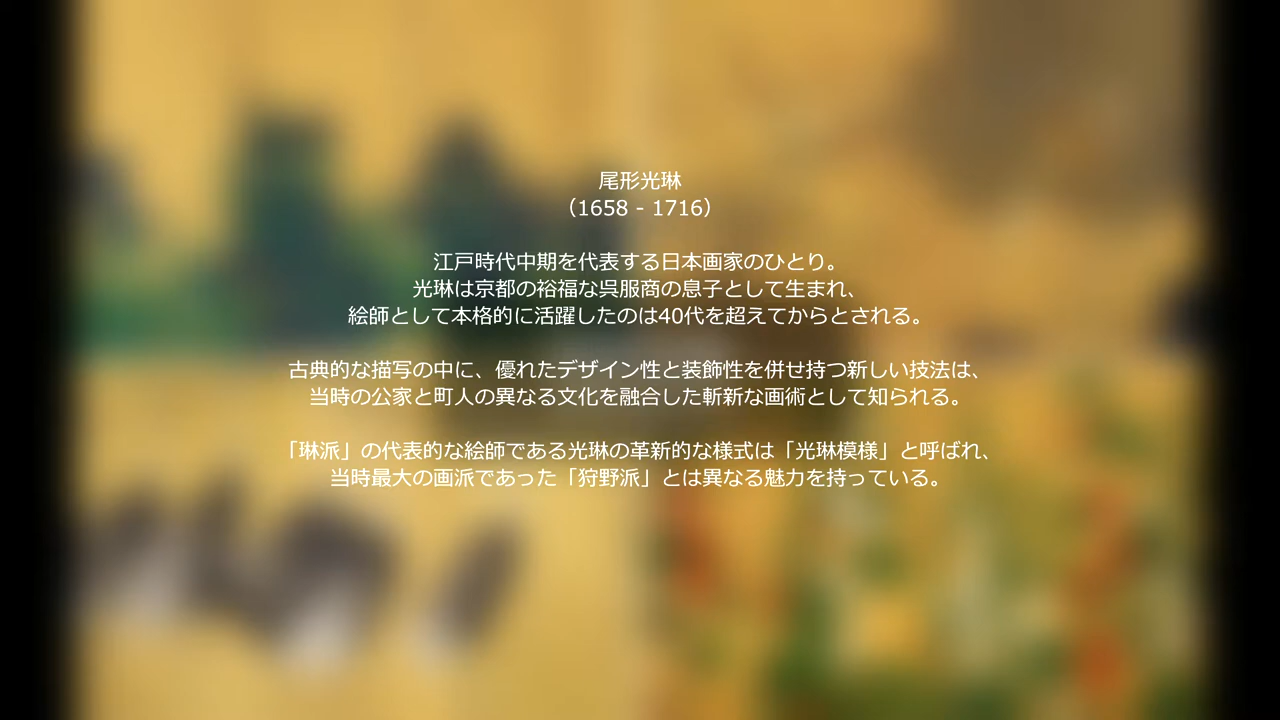 尾形光琳
（1658 - 1716）
江戸時代中期を代表する日本画家のひとり。
光琳は京都の裕福な呉服商の息子として生まれ、
絵師として本格的に活躍したのは40代を超えてからとされる。
古典的な描写の中に、優れたデザイン性と装飾性を併せ持つ新しい技法は、
当時の公家と町人の異なる文化を融合した斬新な画術として知られる。
「琳派」の代表的な絵師である光琳の革新的な様式は「光琳模様」と呼ばれ、
当時最大の画派であった「狩野派」とは異なる魅力を持っている。